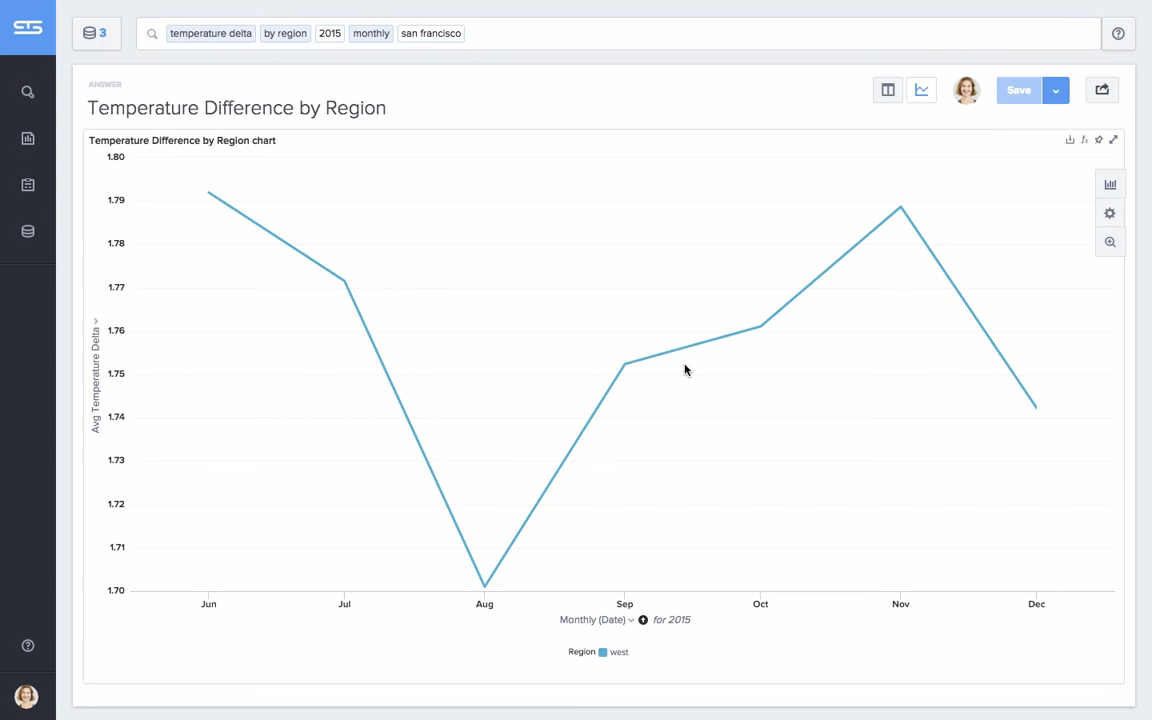 3
temperature delta by region 2015 monthly san francisco
ANSWER
Temperature Difference by Region
Save
Temperature Difference by Region chart
fx
1.80
1.79
1.78
1.77
1.76
1.75
1.74
1.73
1.72
1.71
1.70
Avg Temperature Delta
Jun Jul Aug Sep Oct Nov Dec
Monthly (Date) for 2015
Region west